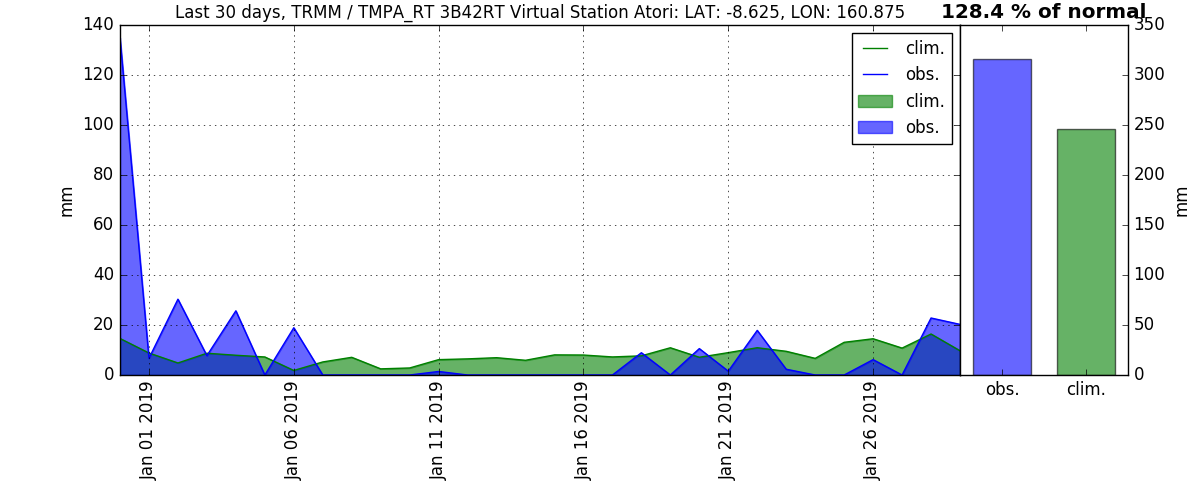 Last 30 days, TRMM / TMPA_RT 3B42RT Virtual Station Atori: LAT: -8.625, LON: 160.875
128.4 % of normal
140
120
100
80
60
40
20
0
mm
clim.
obs.
clim.
obs.
350
300
250
200
150
100
50
0
mm
Jan 01 2019
Jan 06 2019
Jan 11 2019
Jan 16 2019
Jan 21 2019
Jan 26 2019
obs.
clim.